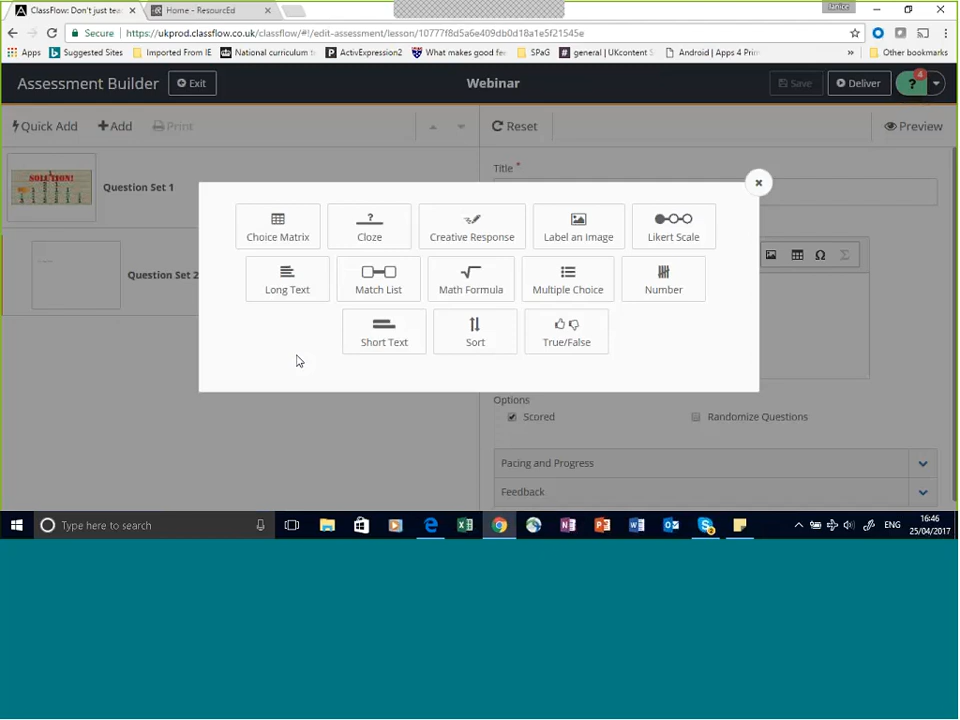 ClassFlow: Don't just tea
Home - ResourcEd
Secure
https://ukprod.classflow.co.uk/classflow/#!/edit-assessment/lesson/10777f8d5a6e409db0d18a1e5f21545e
Apps
Suggested Sites
Imported From IE
National curriculum
SPaG
ActivExpression2
What makes good fe
general | UKcontent S
Android | Apps 4 Prim
»
Other bookmarks
Assessment Builder
Exit
Webinar
Save
Deliver
? 4
Quick Add
+ Add
Print
Reset
Preview
SOLUTION!
Question Set 1
Title *
Question Set 2
Choice Matrix
Cloze
Creative Response
Label an Image
Likert Scale
Long Text
Match List
Math Formula
Multiple Choice
Number
Short Text
Sort
True/False
Options
Scored
Randomize Questions
Pacing and Progress
Feedback
Type here to search
ENG
16:46
25/04/2017